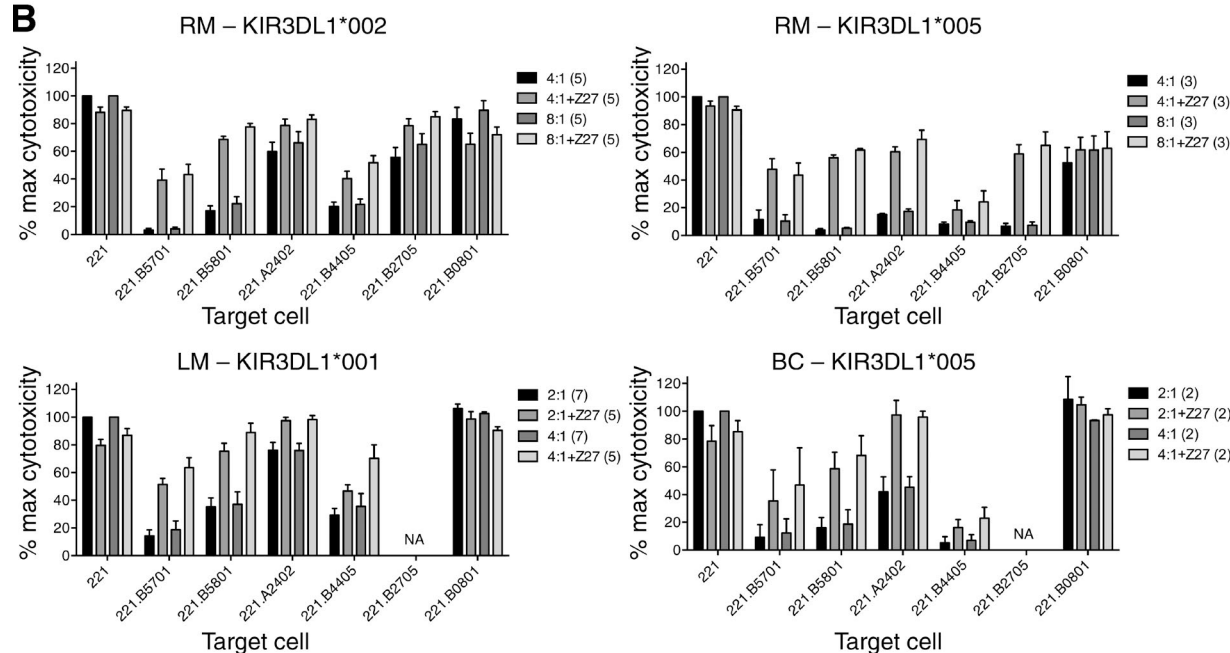 B
RM – KIR3DL1*002
% max cytotoxicity
120
100
80
60
40
20
0
221
221.B5701
221.B5801
221.A2402
221.B4405
221.B2705
221.B0801
Target cell
4:1 (5)
4:1+Z27 (5)
8:1 (5)
8:1+Z27 (5)
RM – KIR3DL1*005
% max cytotoxicity
120
100
80
60
40
20
0
221
221.B5701
221.B5801
221.A2402
221.B4405
221.B2705
221.B0801
Target cell
4:1 (3)
4:1+Z27 (3)
8:1 (3)
8:1+Z27 (3)
LM – KIR3DL1*001
% max cytotoxicity
120
100
80
60
40
20
0
NA
221
221.B5701
221.B5801
221.A2402
221.B4405
221.B2705
221.B0801
Target cell
2:1 (7)
2:1+Z27 (5)
4:1 (7)
4:1+Z27 (5)
BC – KIR3DL1*005
% max cytotoxicity
120
100
80
60
40
20
0
NA
221
221.B5701
221.B5801
221.A2402
221.B4405
221.B2705
221.B0801
Target cell
2:1 (2)
2:1+Z27 (2)
4:1 (2)
4:1+Z27 (2)